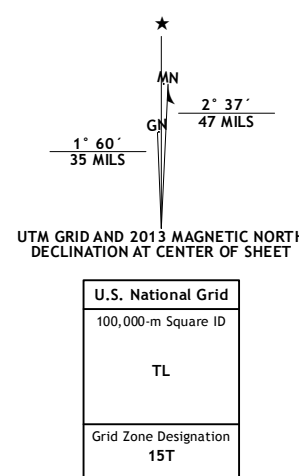 ★
MN
GN
2° 37´
47 MILS
1° 60´
35 MILS
UTM GRID AND 2013 MAGNETIC NORTH
DECLINATION AT CENTER OF SHEET
U.S. National Grid
100,000-m Square ID
TL
Grid Zone Designation
15T